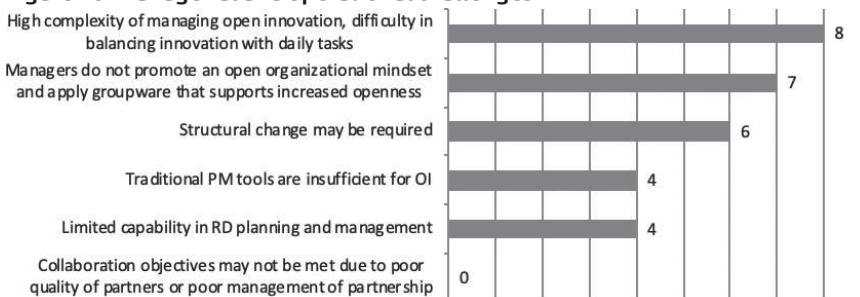 High complexity of managing open innovation, difficulty in
balancing innovation with daily tasks
8
Managers do not promote an open organizational mindset
and apply groupware that supports increased openness
7
Structural change may be required
6
Traditional PM tools are insufficient for OI
4
Limited capability in RD planning and management
4
Collaboration objectives may not be met due to poor
quality of partners or poor management of partnership
0